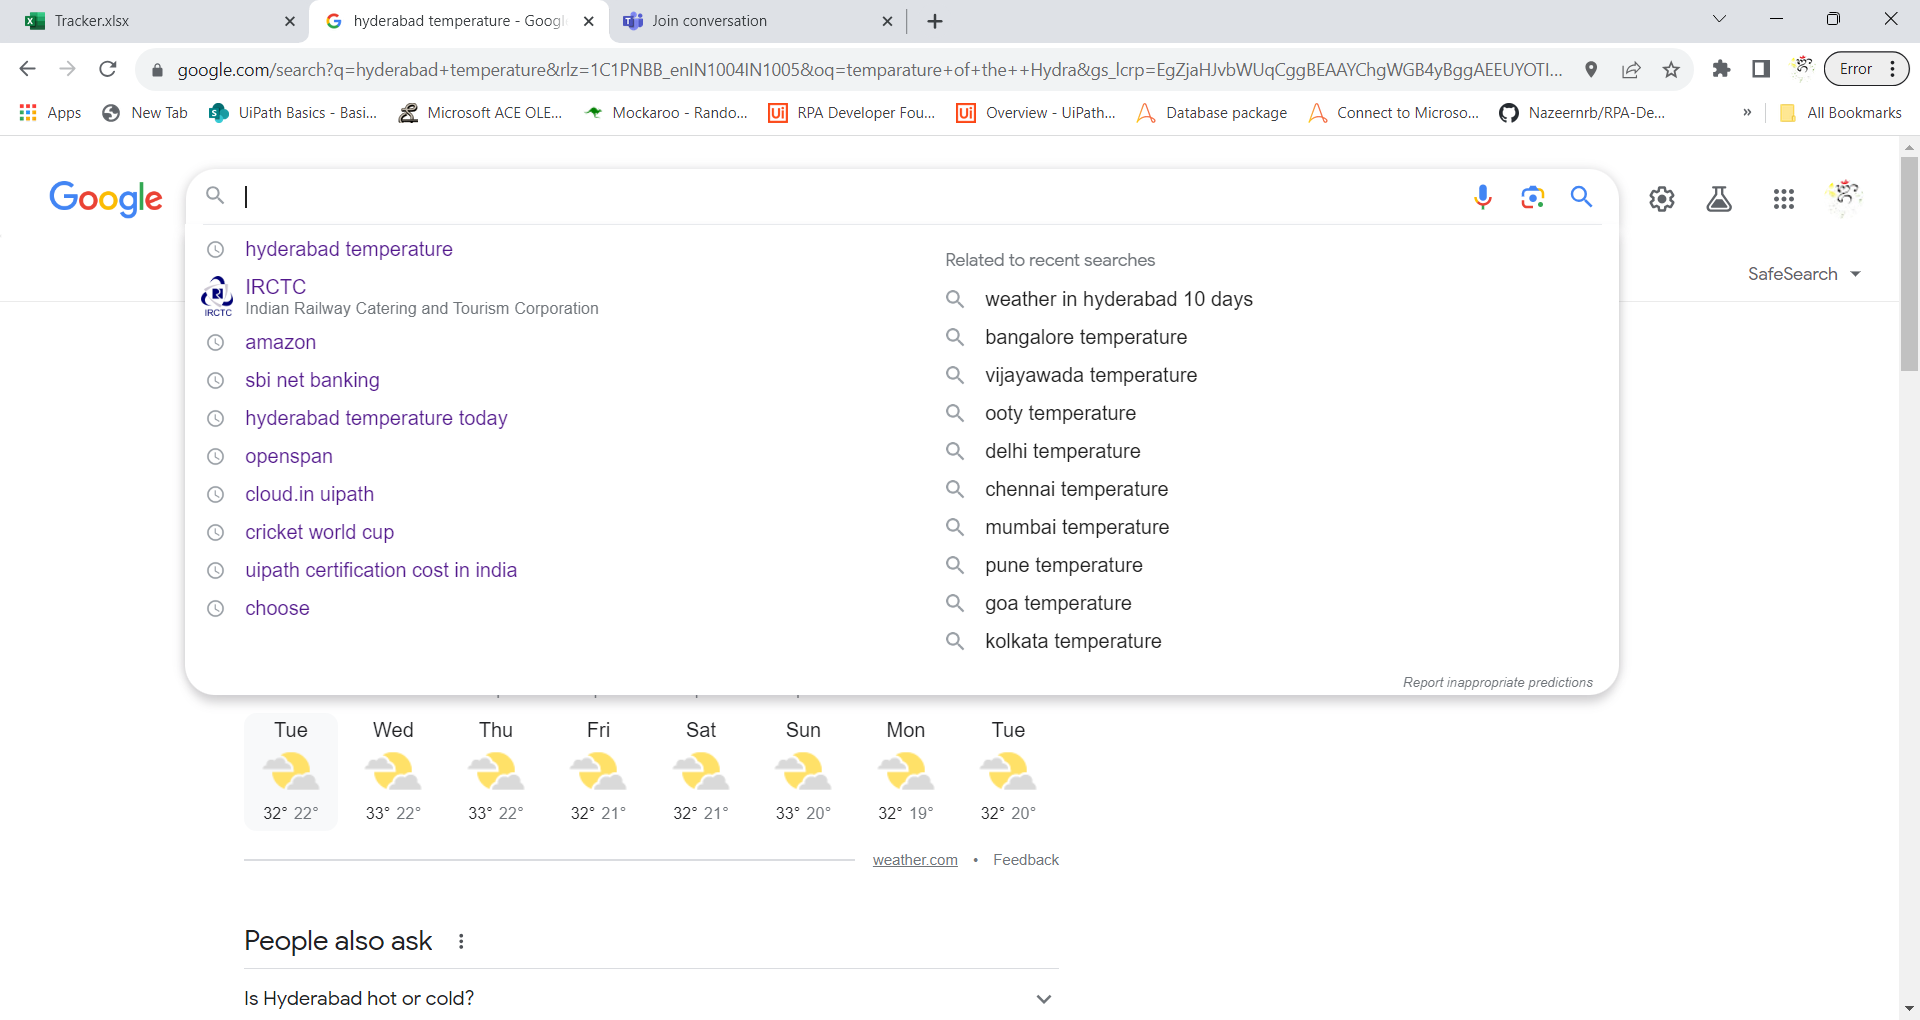 Tracker.xlsx
hyderabad temperature - Googl
Join conversation
google.com/search?q=hyderabad+temperature&rlz=1C1PNBB_enIN1004IN1005&oq=temparature+of+the++Hydra&gs_lcrp=EgZjaHJvbWUqCggBEAAYChgWGB4yBggAEEUYOTI...
Error
Apps
New Tab
UiPath Basics - Basi...
Microsoft ACE OLE...
Mockaroo - Rando...
RPA Developer Fou...
Overview - UiPath...
Database package
Connect to Microso...
Nazeernrb/RPA-De...
»
All Bookmarks
Google
SafeSearch
hyderabad temperature
IRCTC
IRCTC
Indian Railway Catering and Tourism Corporation
amazon
sbi net banking
hyderabad temperature today
openspan
cloud.in uipath
cricket world cup
uipath certification cost in india
choose
Related to recent searches
weather in hyderabad 10 days
bangalore temperature
vijayawada temperature
ooty temperature
delhi temperature
chennai temperature
mumbai temperature
pune temperature
goa temperature
kolkata temperature
Report inappropriate predictions
Tue Wed Thu Fri Sat Sun Mon Tue
32° 22° 33° 22° 33° 22° 32° 21° 32° 21° 33° 20° 32° 19° 32° 20°
weather.com • Feedback
People also ask
Is Hyderabad hot or cold?